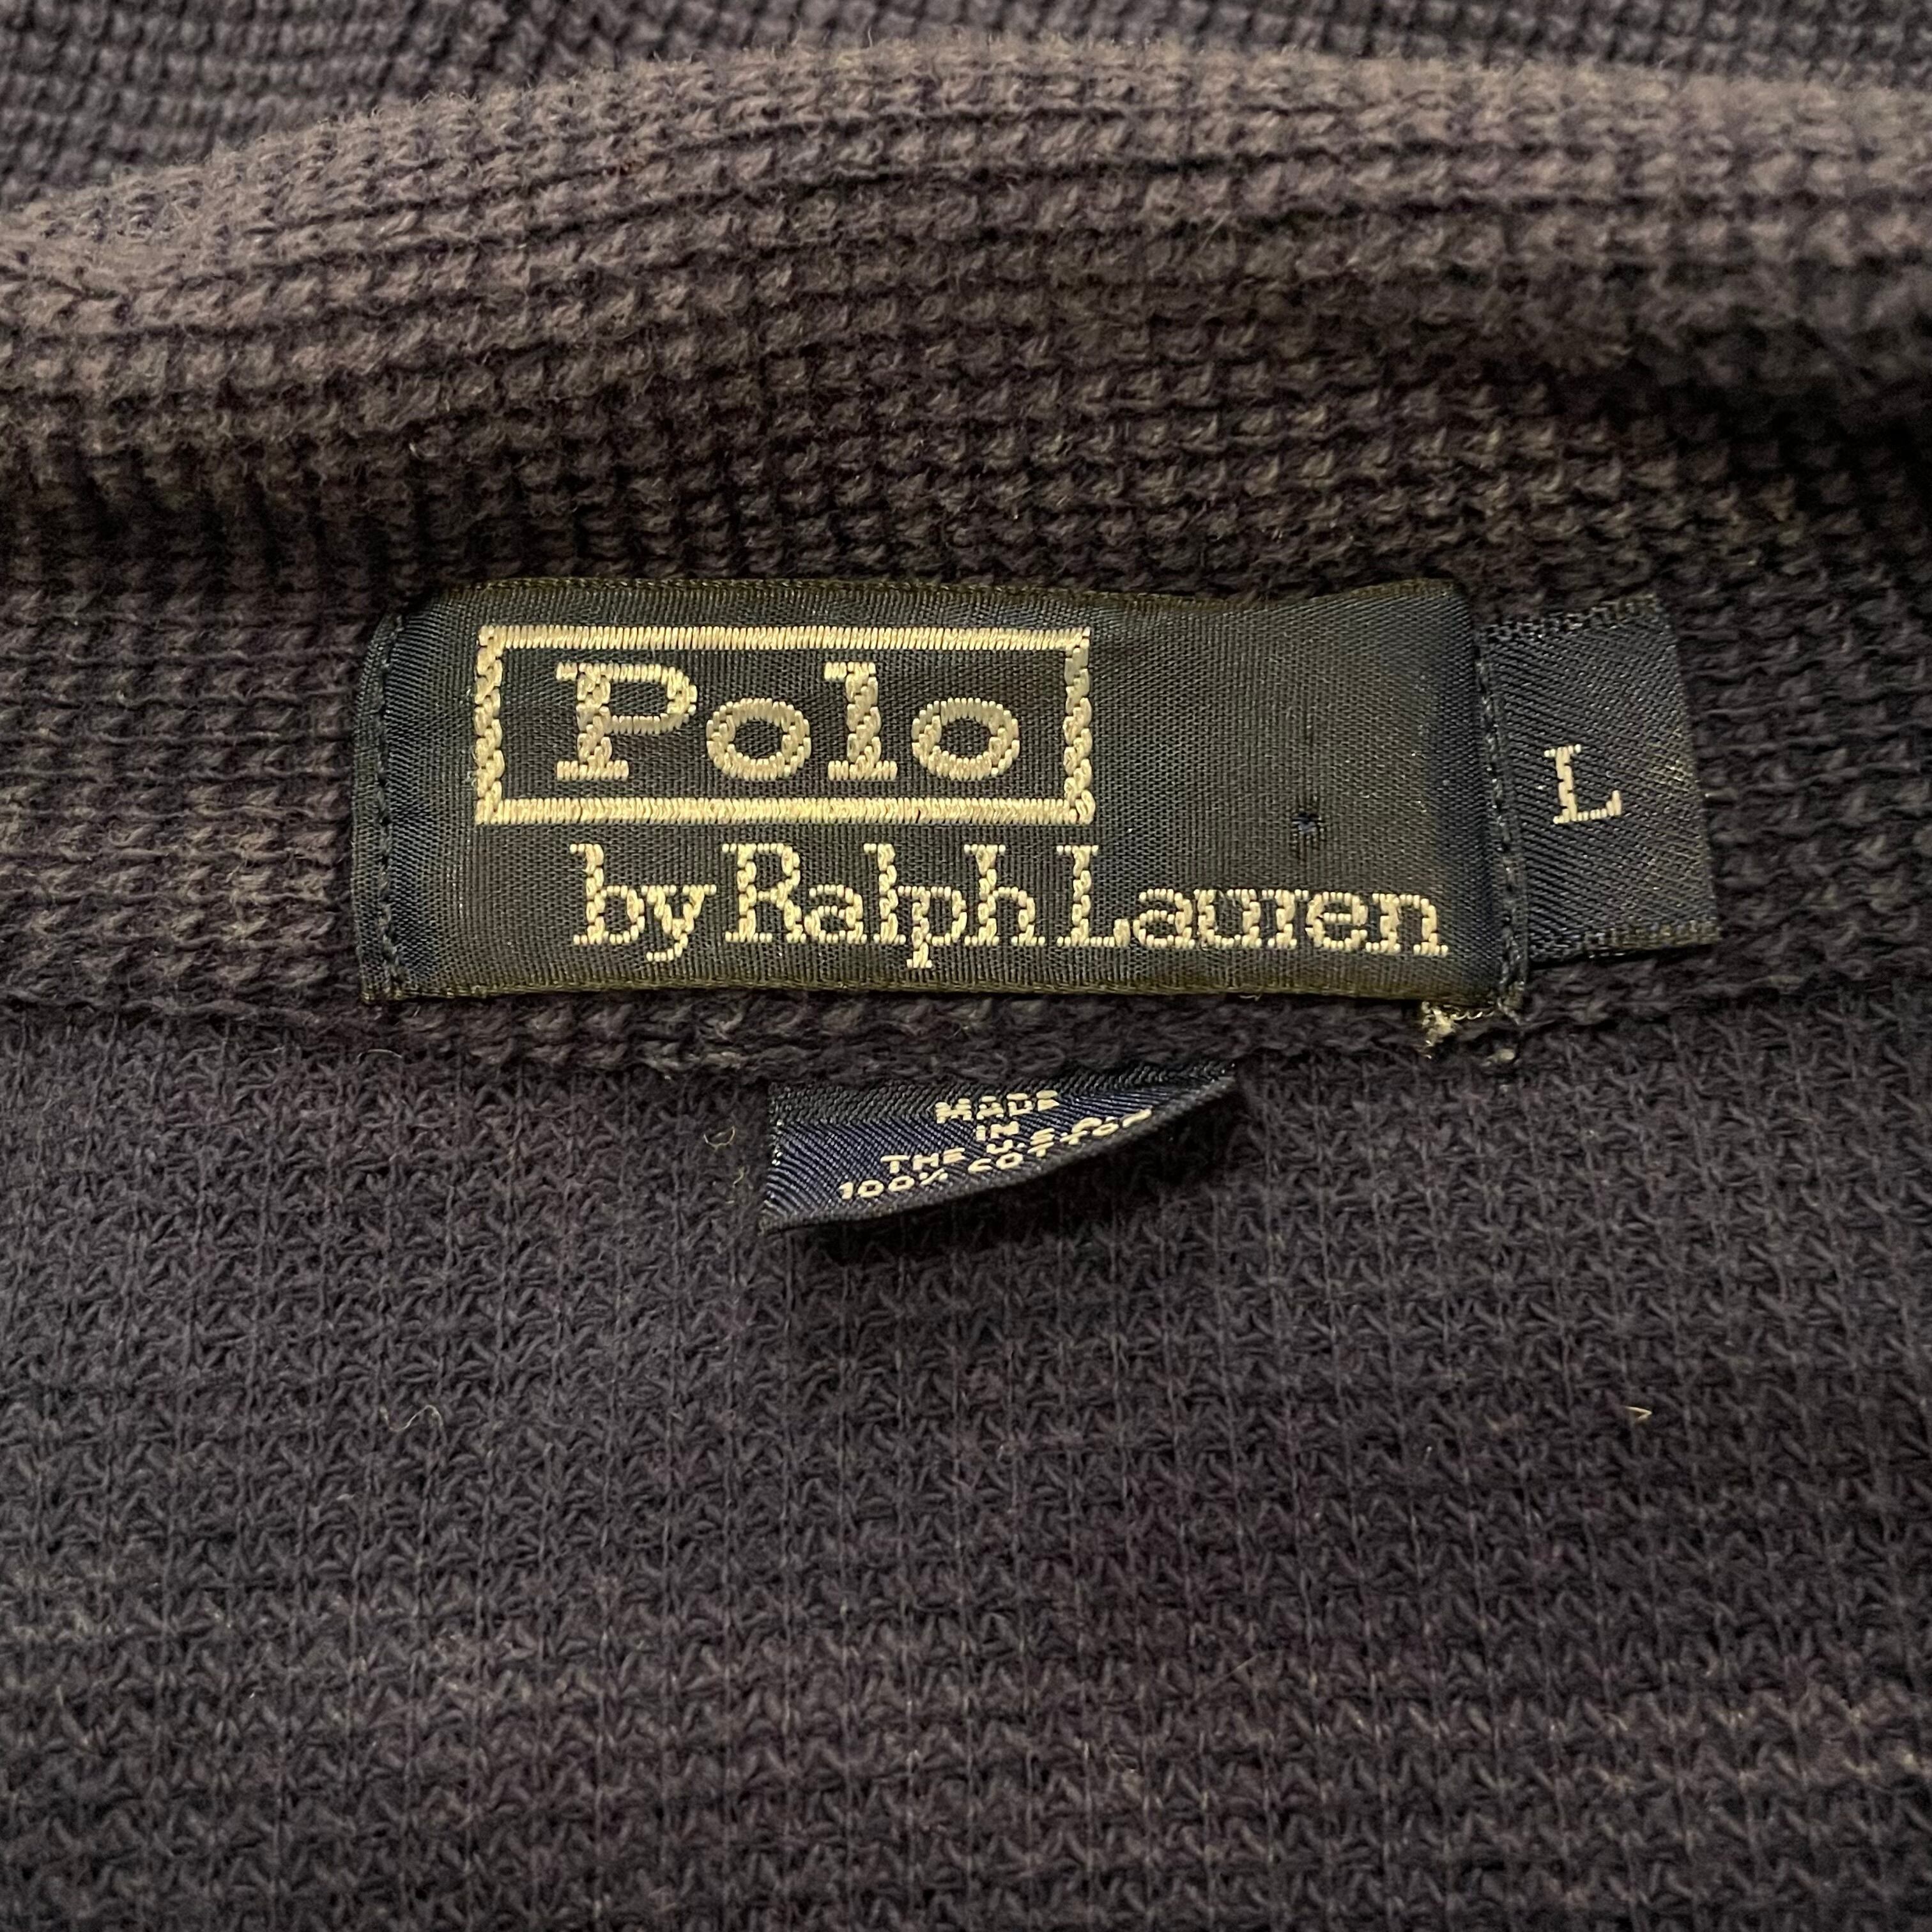 Polo
by Ralph Lauren
L
MADE
IN
THE U.S.A.
100% COTTON